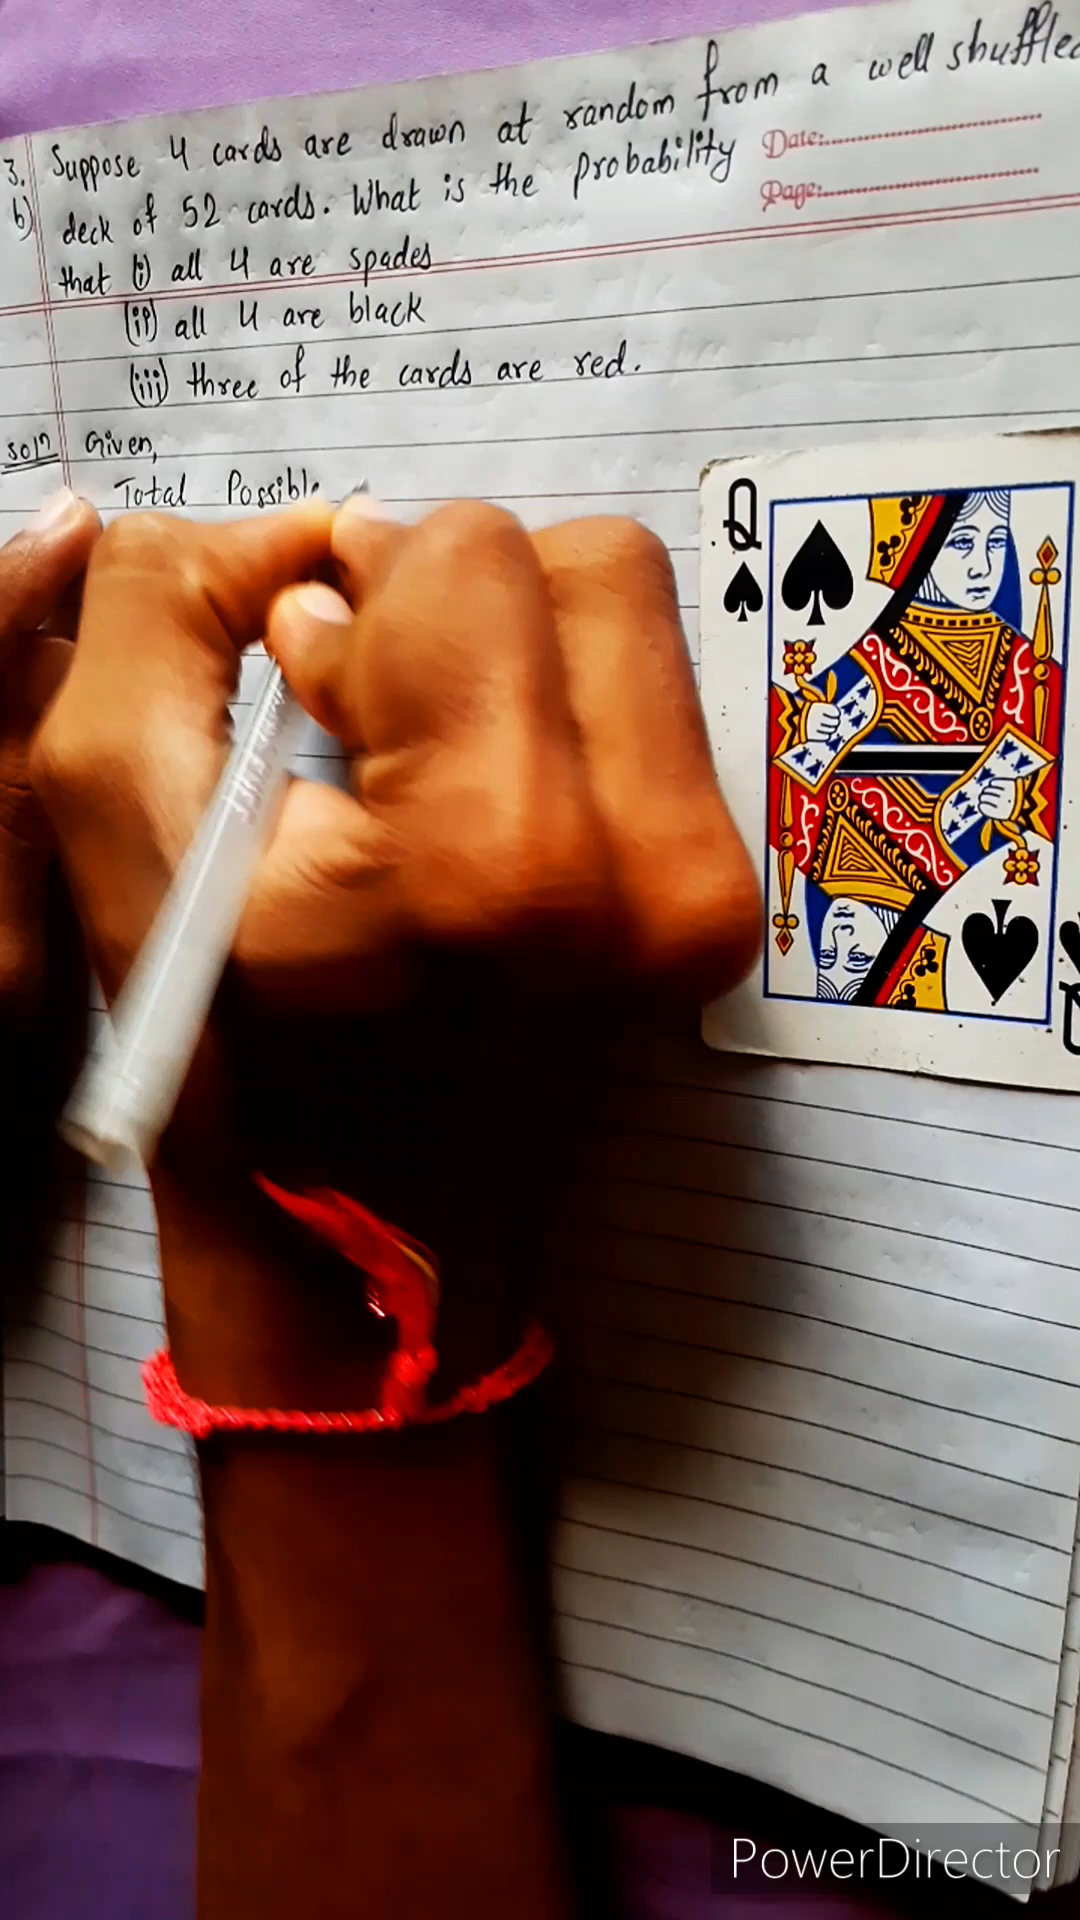 3. Suppose 4 cards are drawn at random from a well shuffled
b) deck of 52 cards. What is the probability
Date:
Page:
that (i) all 4 are spades
(ii) all 4 are black
(iii) three of the cards are red.
Soln Given,
Total Possible
Q
PowerDirector